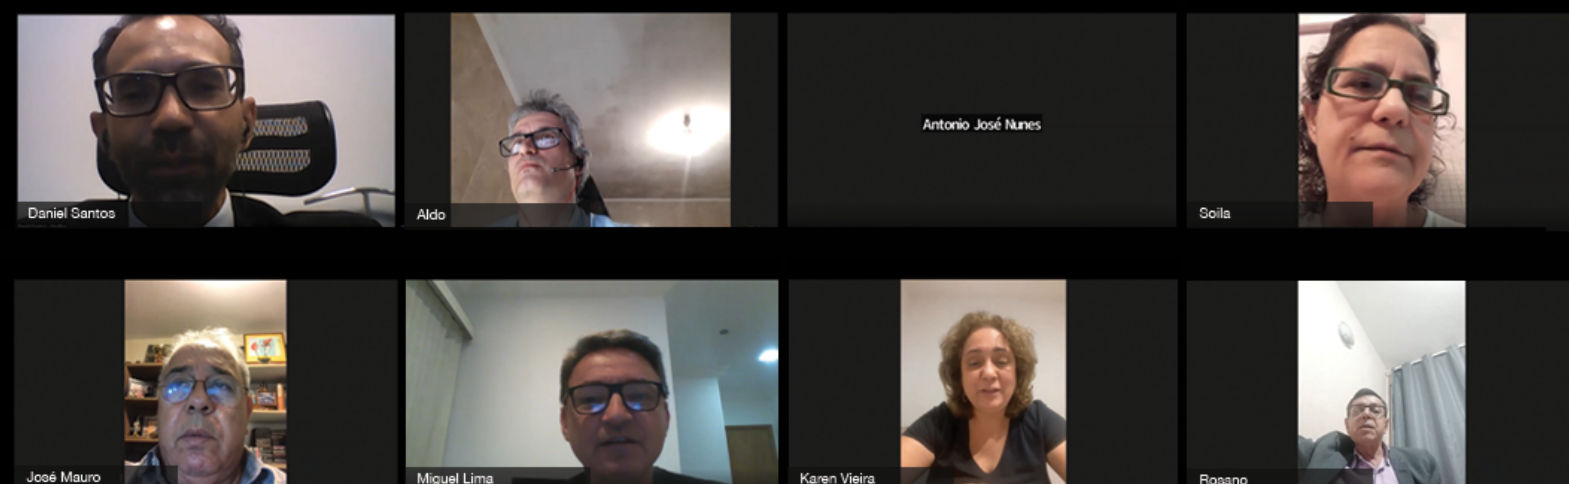 Daniel Santos
Aldo
Antonio José Nunes
Soila
José Mauro
Miguel Lima
Karen Vieira
Rosano